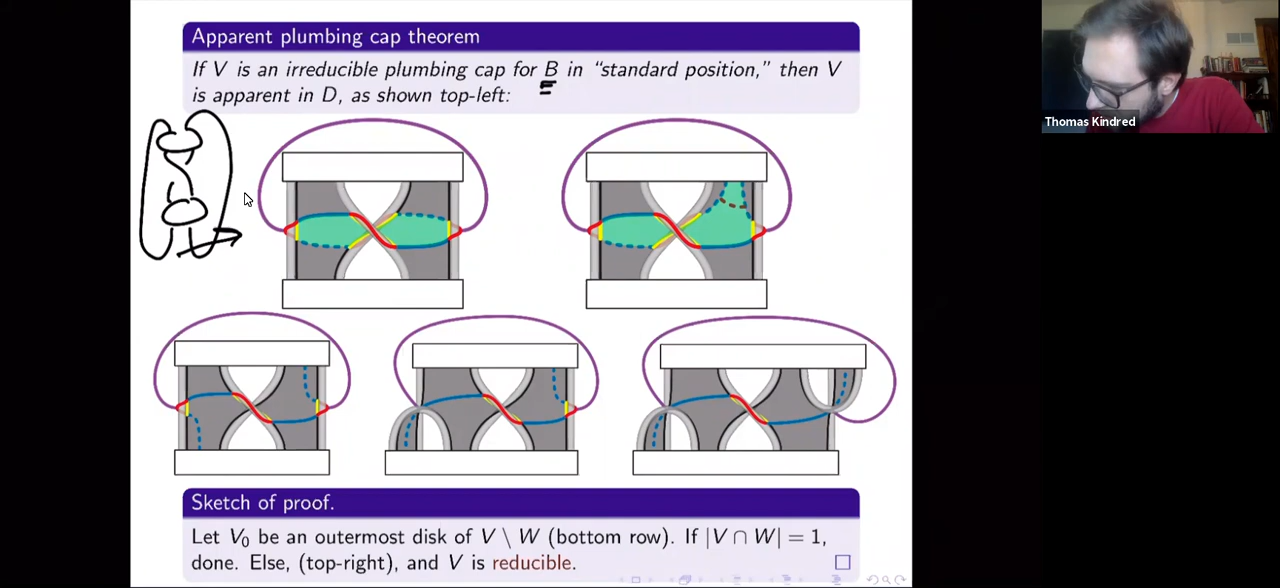 Apparent plumbing cap theorem
If V is an irreducible plumbing cap for B in “standard position,” then V
is apparent in D, as shown top-left:
Thomas Kindred
Sketch of proof.
Let V₀ be an outermost disk of V \ W (bottom row). If |V ∩ W| = 1,
done. Else, (top-right), and V is reducible.